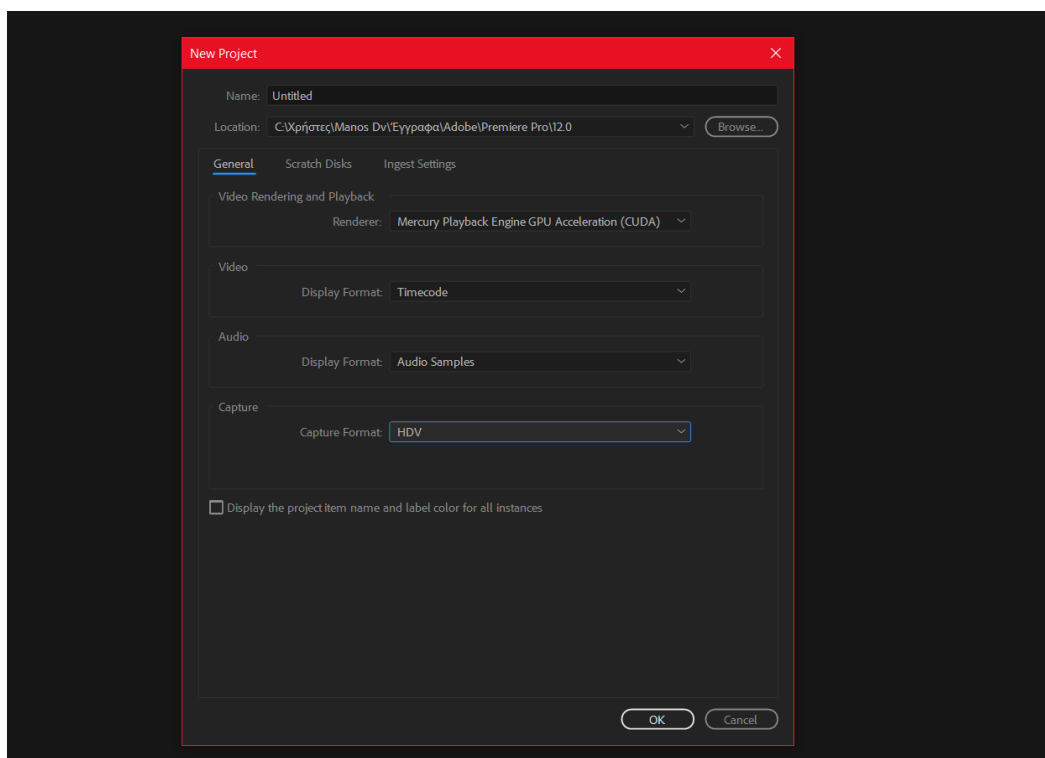 New Project
Name: Untitled
Location: C:\Χρήστες\Manos Dv\Έγγραφα\Adobe\Premiere Pro\12.0 Browse...
General Scratch Disks Ingest Settings
Video Rendering and Playback
Renderer: Mercury Playback Engine GPU Acceleration (CUDA)
Video
Display Format: Timecode
Audio
Display Format: Audio Samples
Capture
Capture Format: HDV
Display the project item name and label color for all instances
OK Cancel